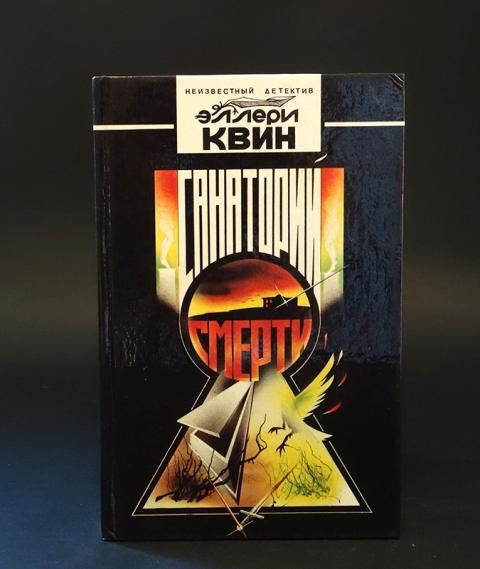 НЕИЗВЕСТНЫЙ ДЕТЕКТИВ
ЭЛЛЕРИ
КВИН
САНАТОРИЙ
СМЕРТИ